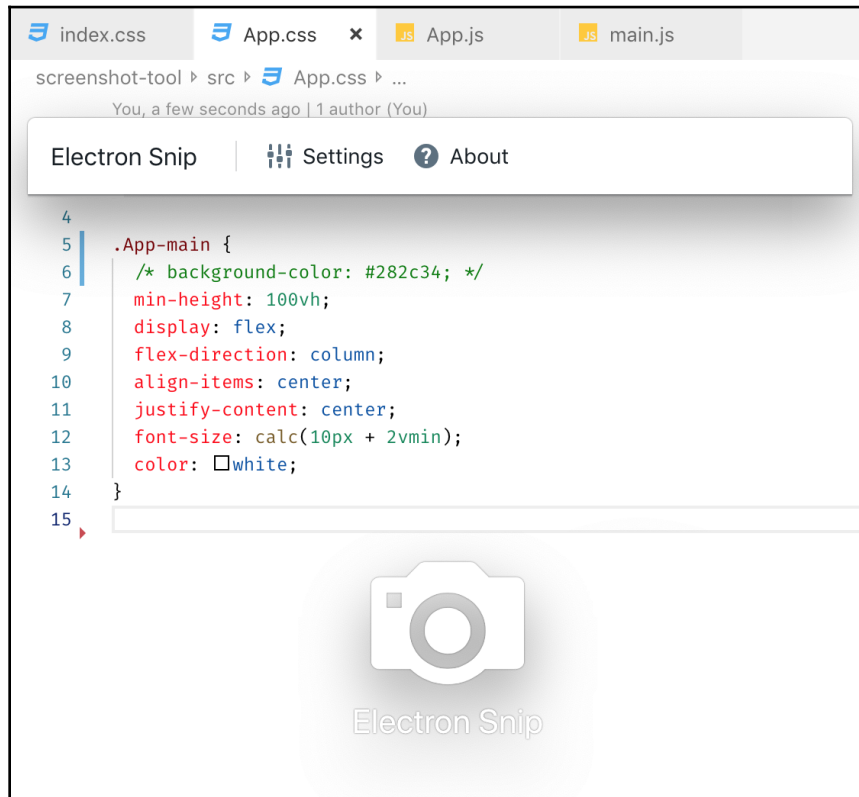 index.css App.css × JS App.js JS main.js
screenshot-tool src App.css ...
You, a few seconds ago | 1 author (You)
Electron Snip Settings ? About
4
5 .App-main {
6 /* background-color: #282c34; */
7 min-height: 100vh;
8 display: flex;
9 flex-direction: column;
10 align-items: center;
11 justify-content: center;
12 font-size: calc(10px + 2vmin);
13 color: white;
14 }
15
Electron Snip